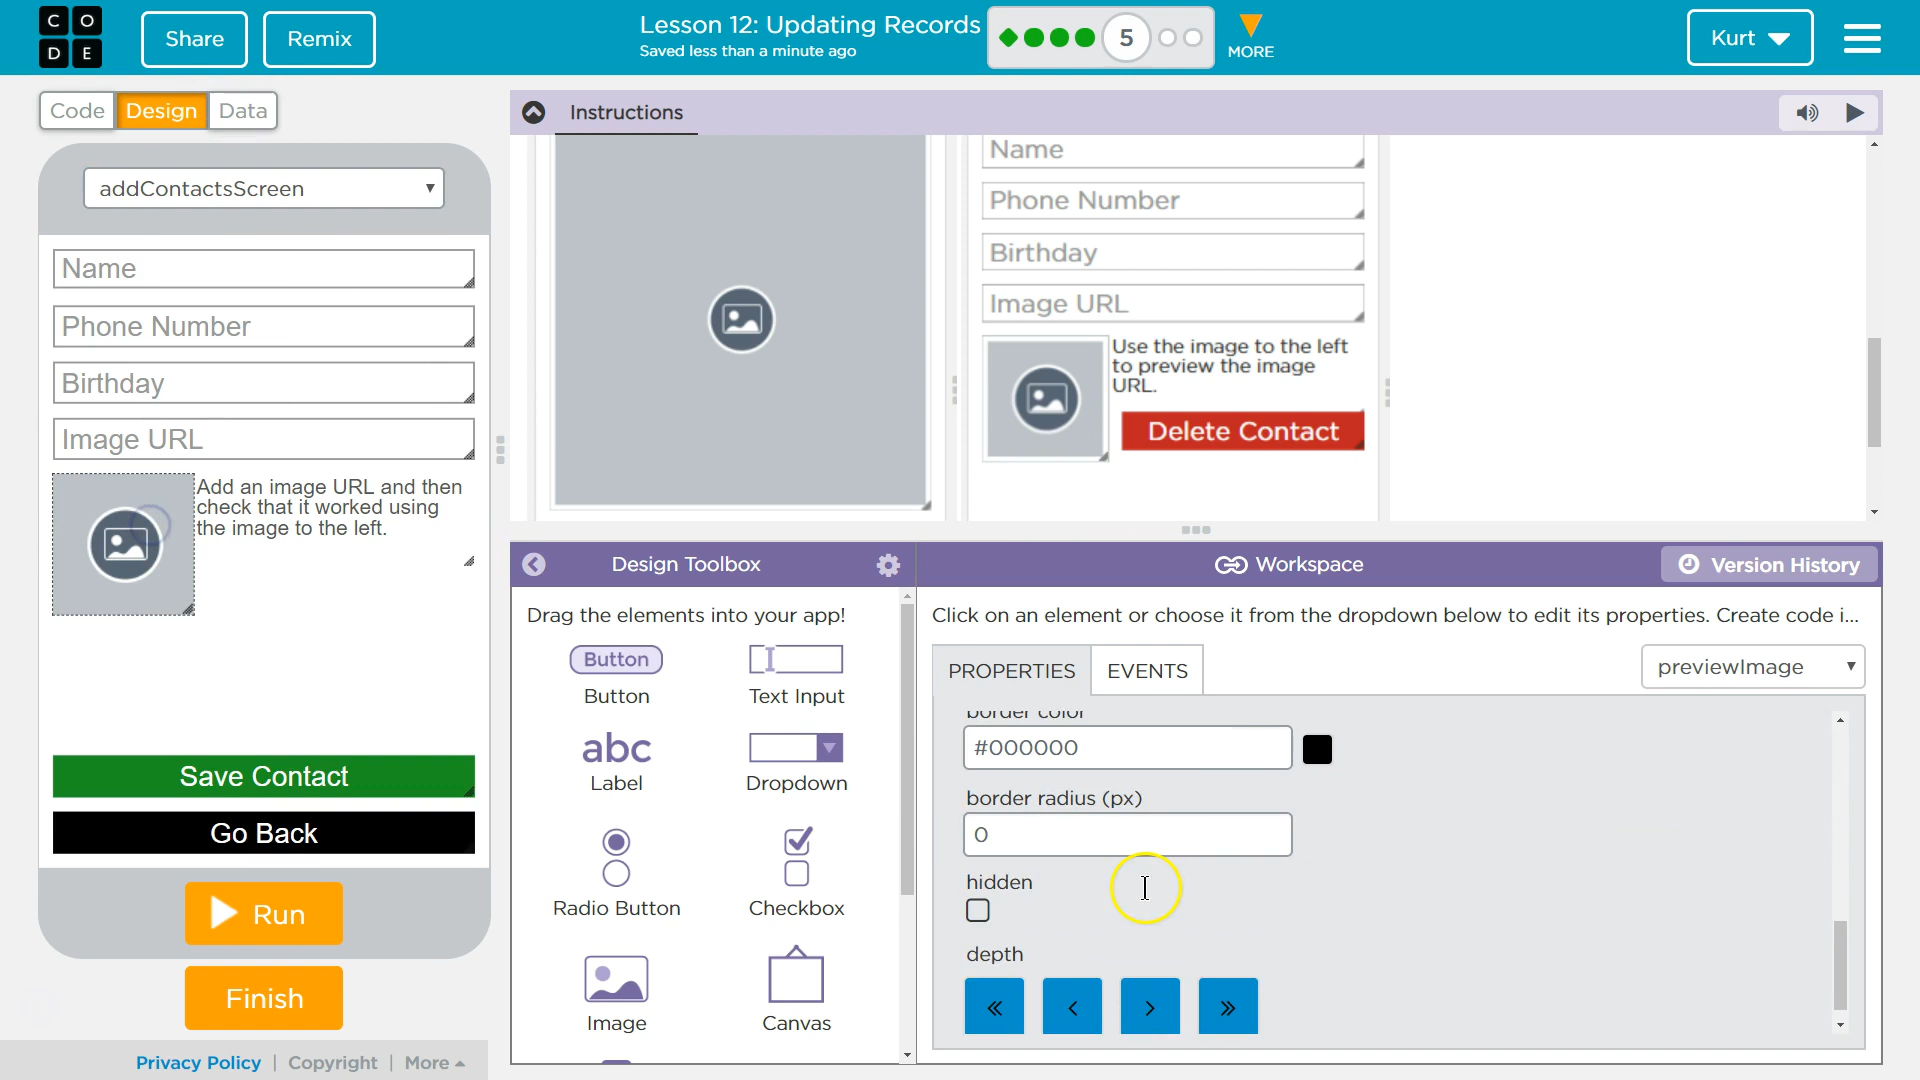 C O
D E
Share
Remix
Lesson 12: Updating Records
Saved less than a minute ago
5
MORE
Kurt
Code
Design
Data
Instructions
addContactsScreen
Name
Phone Number
Birthday
Image URL
Add an image URL and then
check that it worked using
the image to the left.
Save Contact
Go Back
Run
Finish
Privacy Policy | Copyright | More
Name
Phone Number
Birthday
Image URL
Use the image to the left
to preview the image
URL.
Delete Contact
Design Toolbox
Workspace
Version History
Drag the elements into your app!
Button
Button
Text Input
abc
Label
Dropdown
Radio Button
Checkbox
Image
Canvas
Click on an element or choose it from the dropdown below to edit its properties. Create code i...
PROPERTIES
EVENTS
previewImage
border color
#000000
border radius (px)
0
hidden
depth